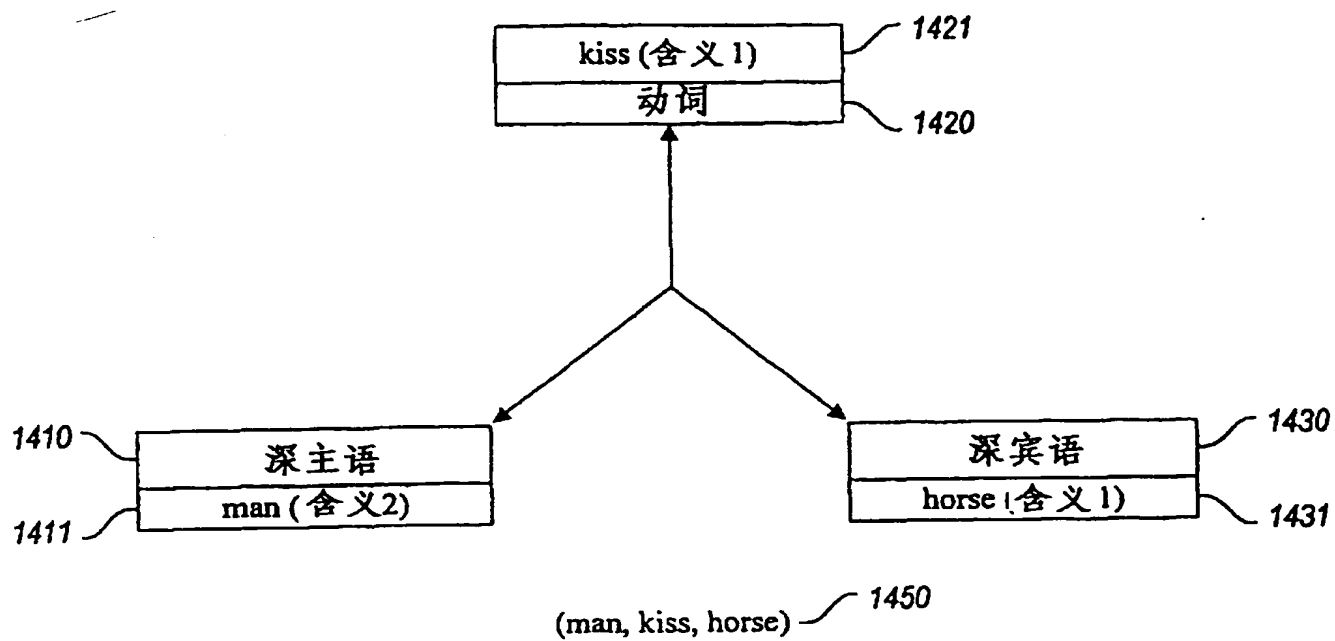 1421
kiss (含义1)
动词
1420
1410
深主语
man (含义2)
1411
1430
深宾语
horse (含义1)
1431
(man, kiss, horse)
1450